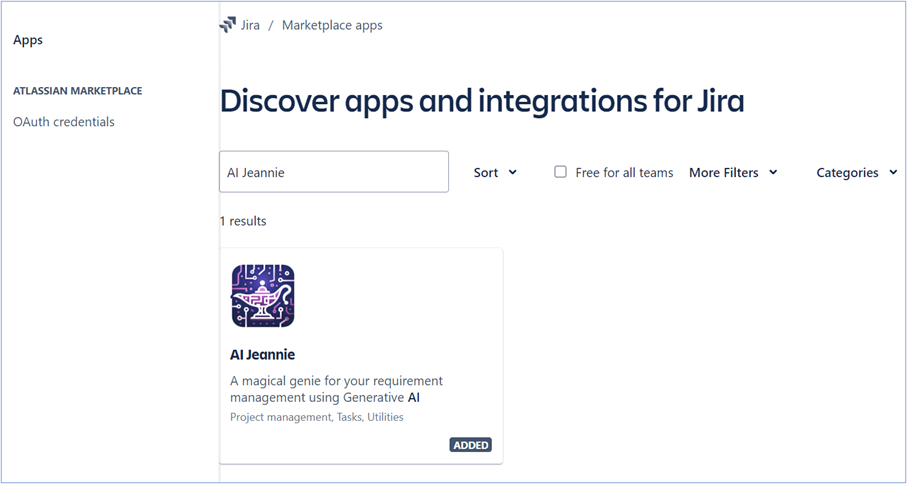 Apps
ATLASSIAN MARKETPLACE
OAuth credentials
Jira / Marketplace apps
Discover apps and integrations for Jira
AI Jeannie
Sort
Free for all teams
More Filters
Categories
1 results
AI Jeannie
A magical genie for your requirement
management using Generative AI
Project management, Tasks, Utilities
ADDED